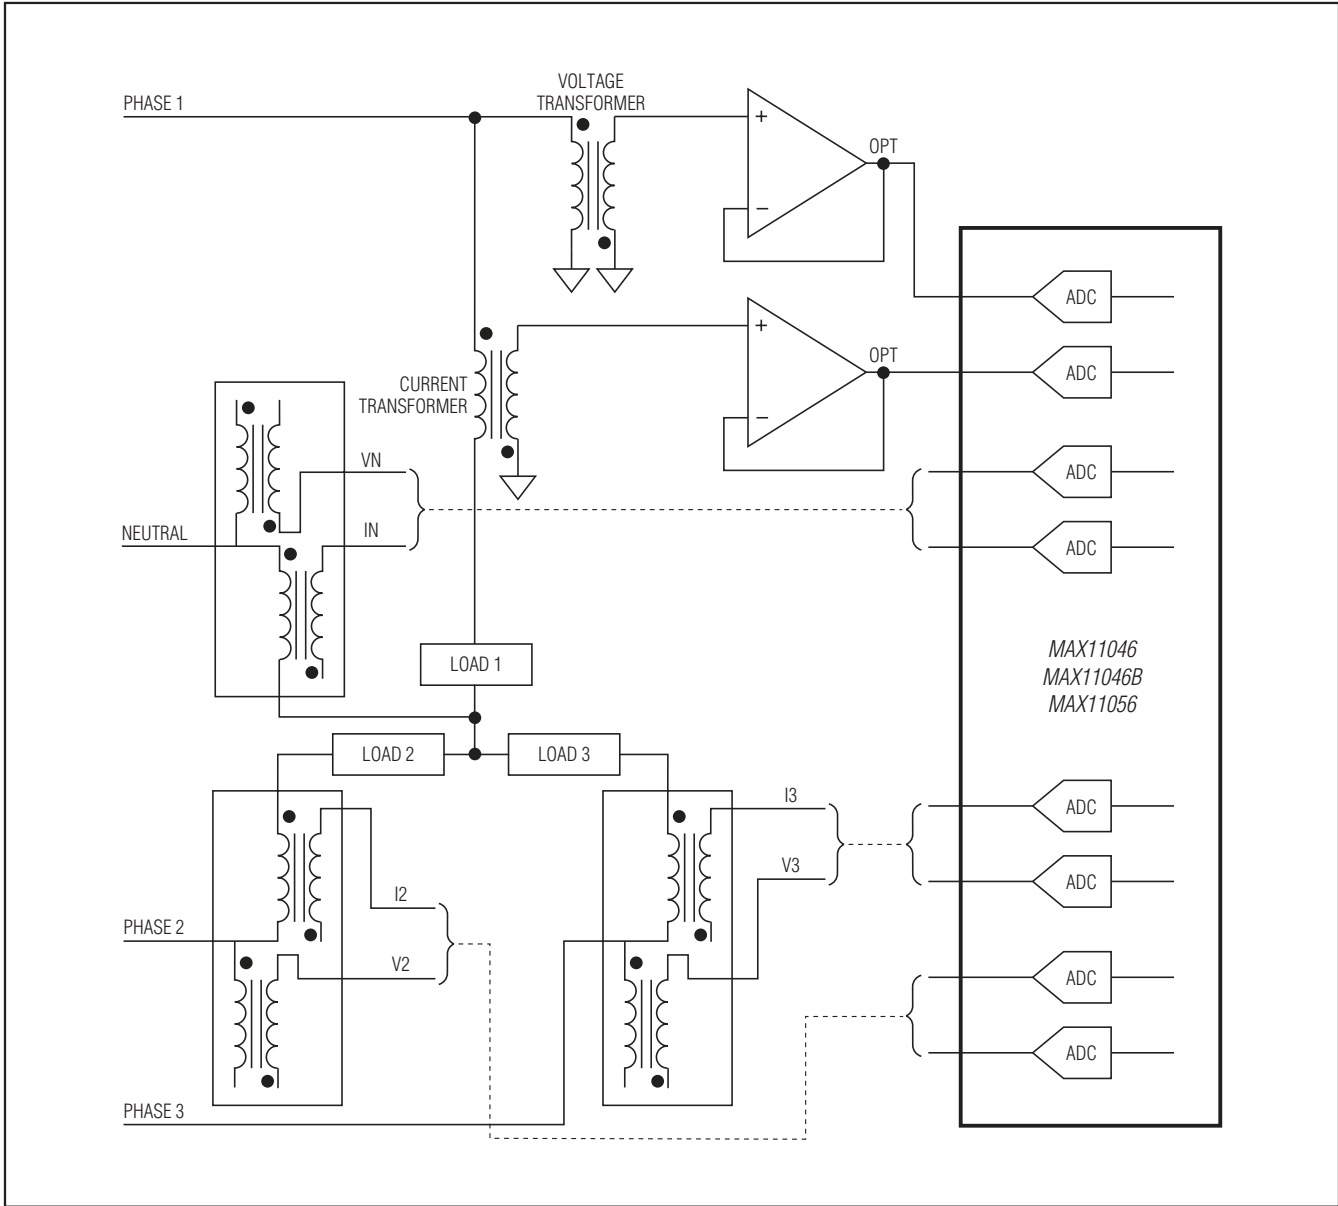 PHASE 1
VOLTAGE
TRANSFORMER
+
−
OPT
ADC
CURRENT
TRANSFORMER
+
−
OPT
ADC
VN
ADC
NEUTRAL
IN
ADC
LOAD 1
MAX11046
MAX11046B
MAX11056
LOAD 2
LOAD 3
I3
ADC
V3
ADC
I2
PHASE 2
V2
ADC
ADC
PHASE 3